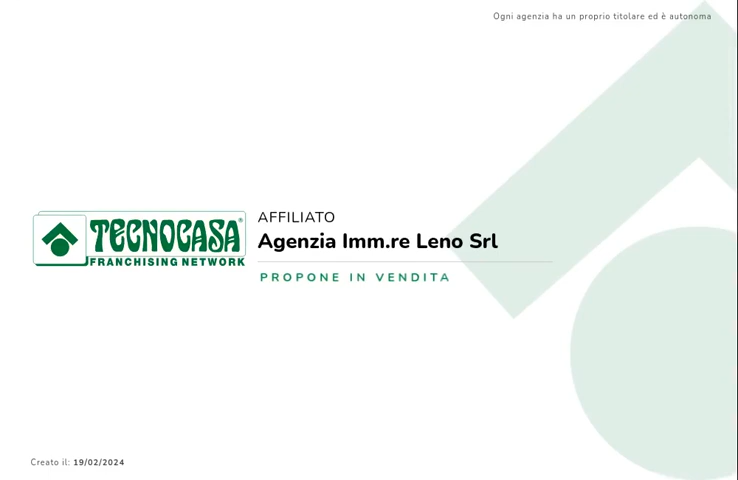 Ogni agenzia ha un proprio titolare ed è autonoma
AFFILIATO
TECNOCASA®
Agenzia Imm.re Leno Srl
FRANCHISING NETWORK
PROPONE IN VENDITA
Creato il: 19/02/2024